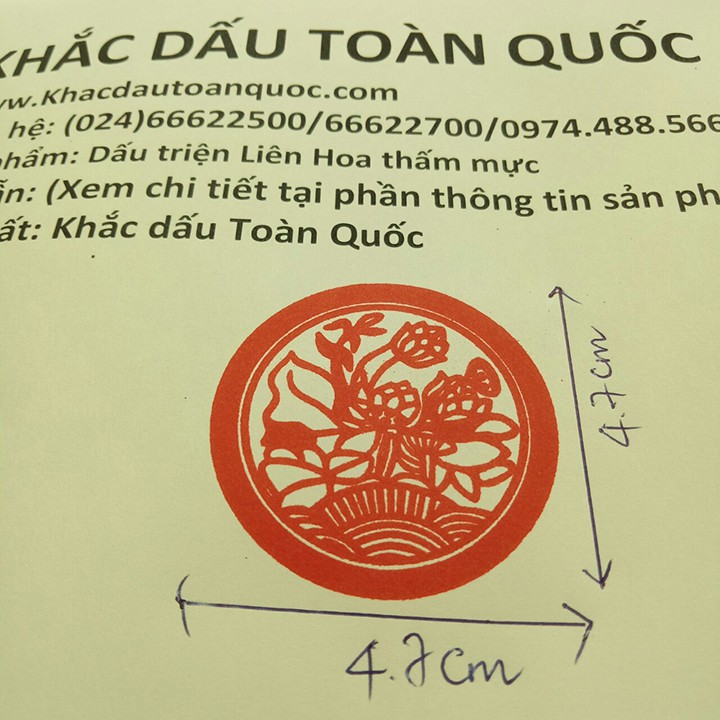 KHẮC DẤU TOÀN QUỐC
www.Khacdautoanquoc.com
hệ: (024)66622500/66622700/0974.488.566
phẩm: Dấu triện Liên Hoa thấm mực
ẫn: (Xem chi tiết tại phần thông tin sản ph
ất: Khắc dấu Toàn Quốc
4.7cm
4.7cm